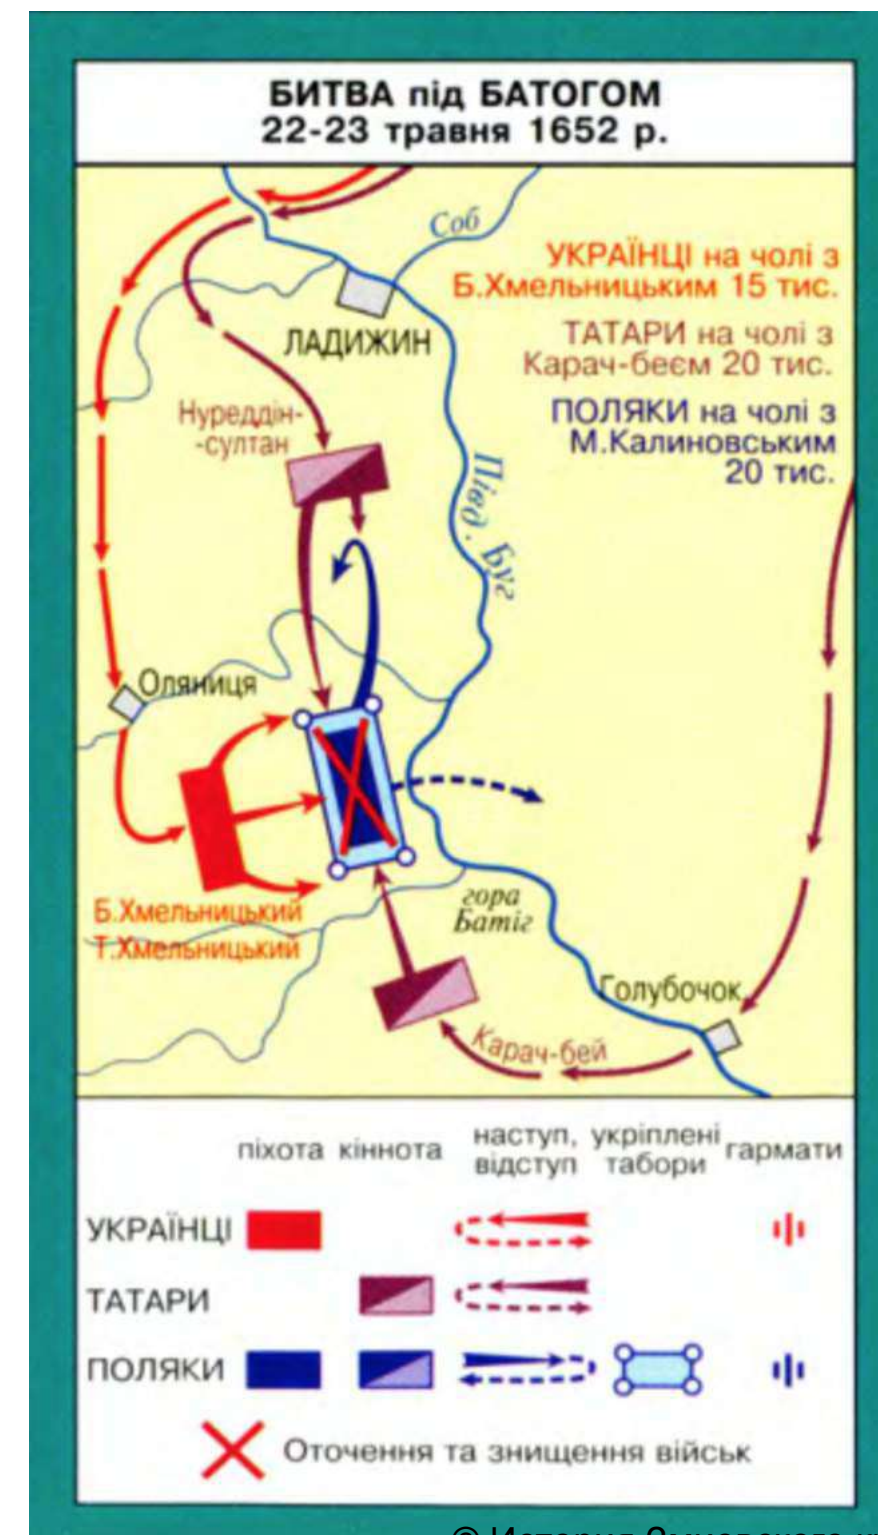 БИТВА під БАТОГОМ
22-23 травня 1652 р.
Соб
УКРАЇНЦІ на чолі з
Б.Хмельницьким 15 тис.
ЛАДИЖИН
ТАТАРИ на чолі з
Карач-беєм 20 тис.
Нуреддін-
-султан
ПОЛЯКИ на чолі з
М.Калиновським
20 тис.
Півд. Буг
Оляниця
Б.Хмельницький
Т.Хмельницький
гора
Батіг
Голубочок
Карач-бей
піхота кіннота наступ, укріплені гармати
відступ табори
УКРАЇНЦІ
ТАТАРИ
ПОЛЯКИ
Оточення та знищення військ